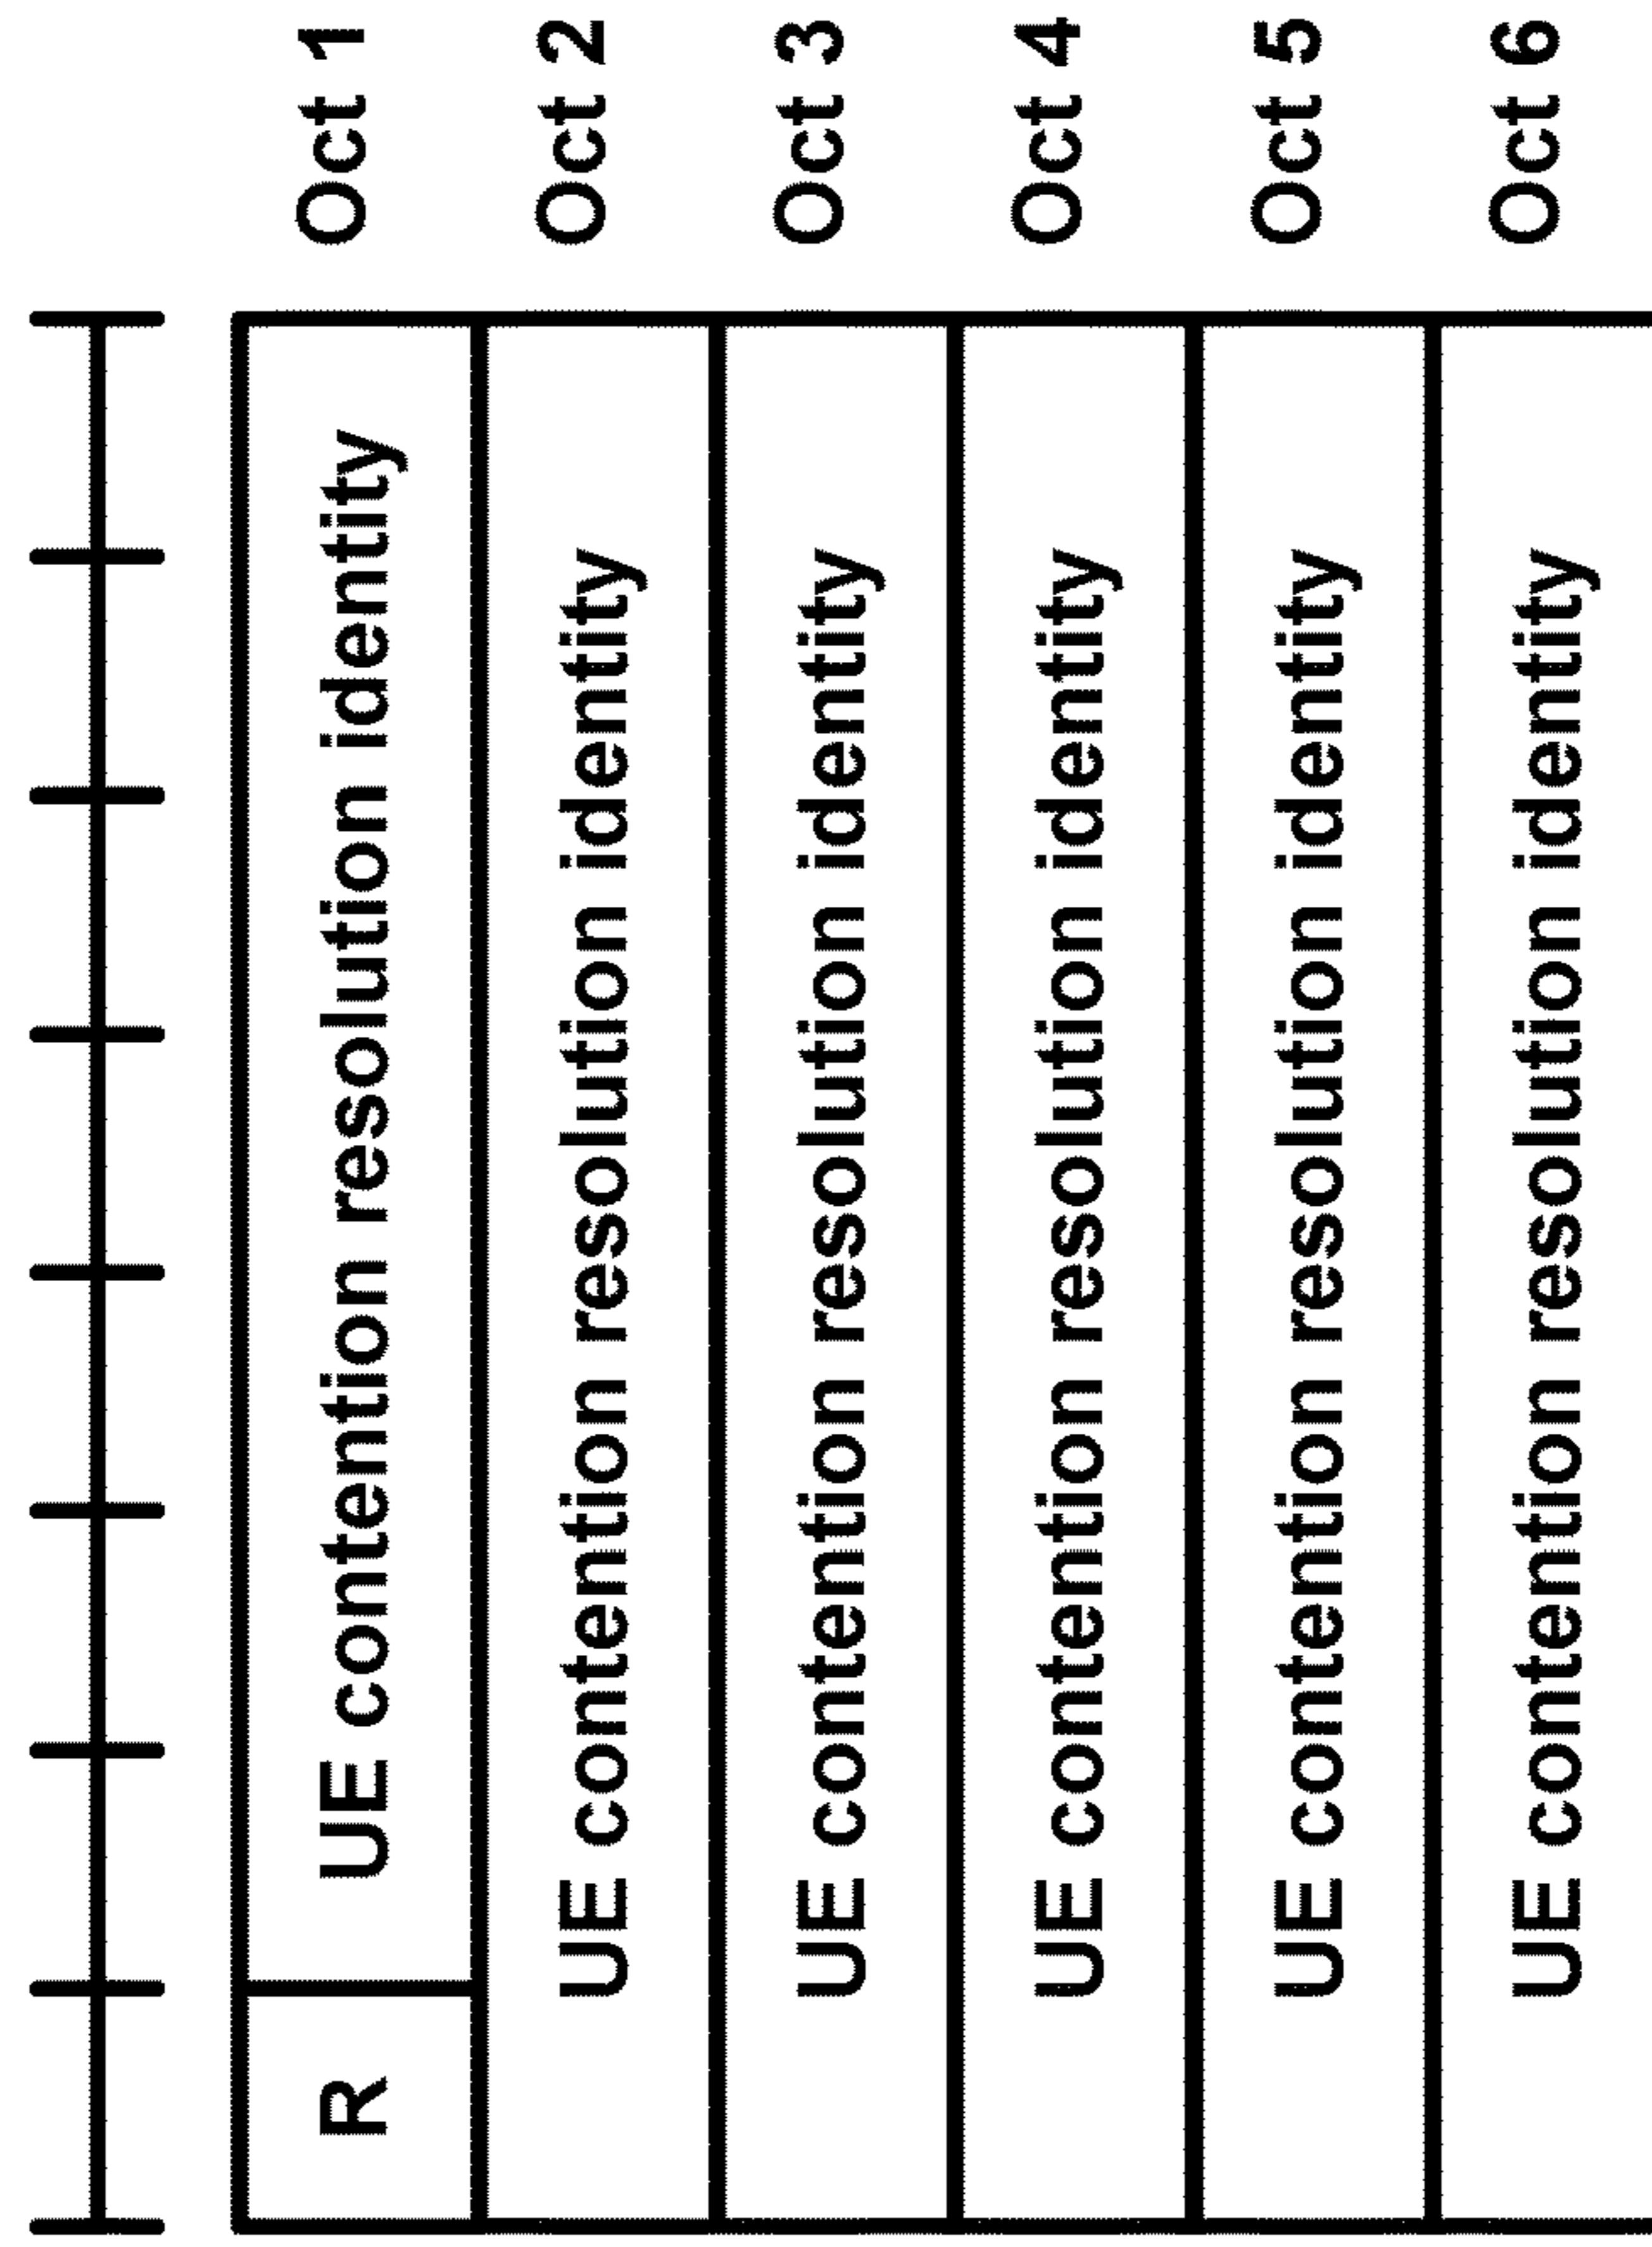 R UE contention resolution identity Oct 1
UE contention resolution identity Oct 2
UE contention resolution identity Oct 3
UE contention resolution identity Oct 4
UE contention resolution identity Oct 5
UE contention resolution identity Oct 6